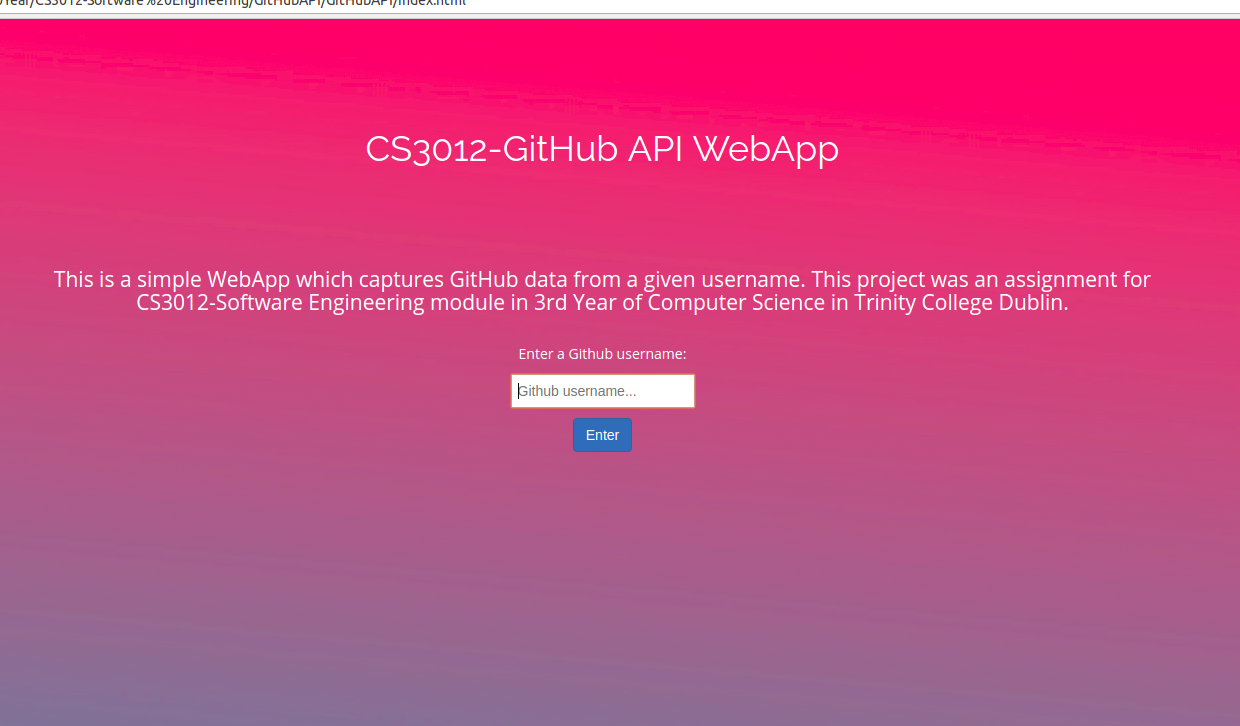 Year/CS3012-Software%20Engineering/GitHubAPI/GitHubAPI/index.html
CS3012-GitHub API WebApp
This is a simple WebApp which captures GitHub data from a given username. This project was an assignment for
CS3012-Software Engineering module in 3rd Year of Computer Science in Trinity College Dublin.
Enter a Github username:
Github username...
Enter